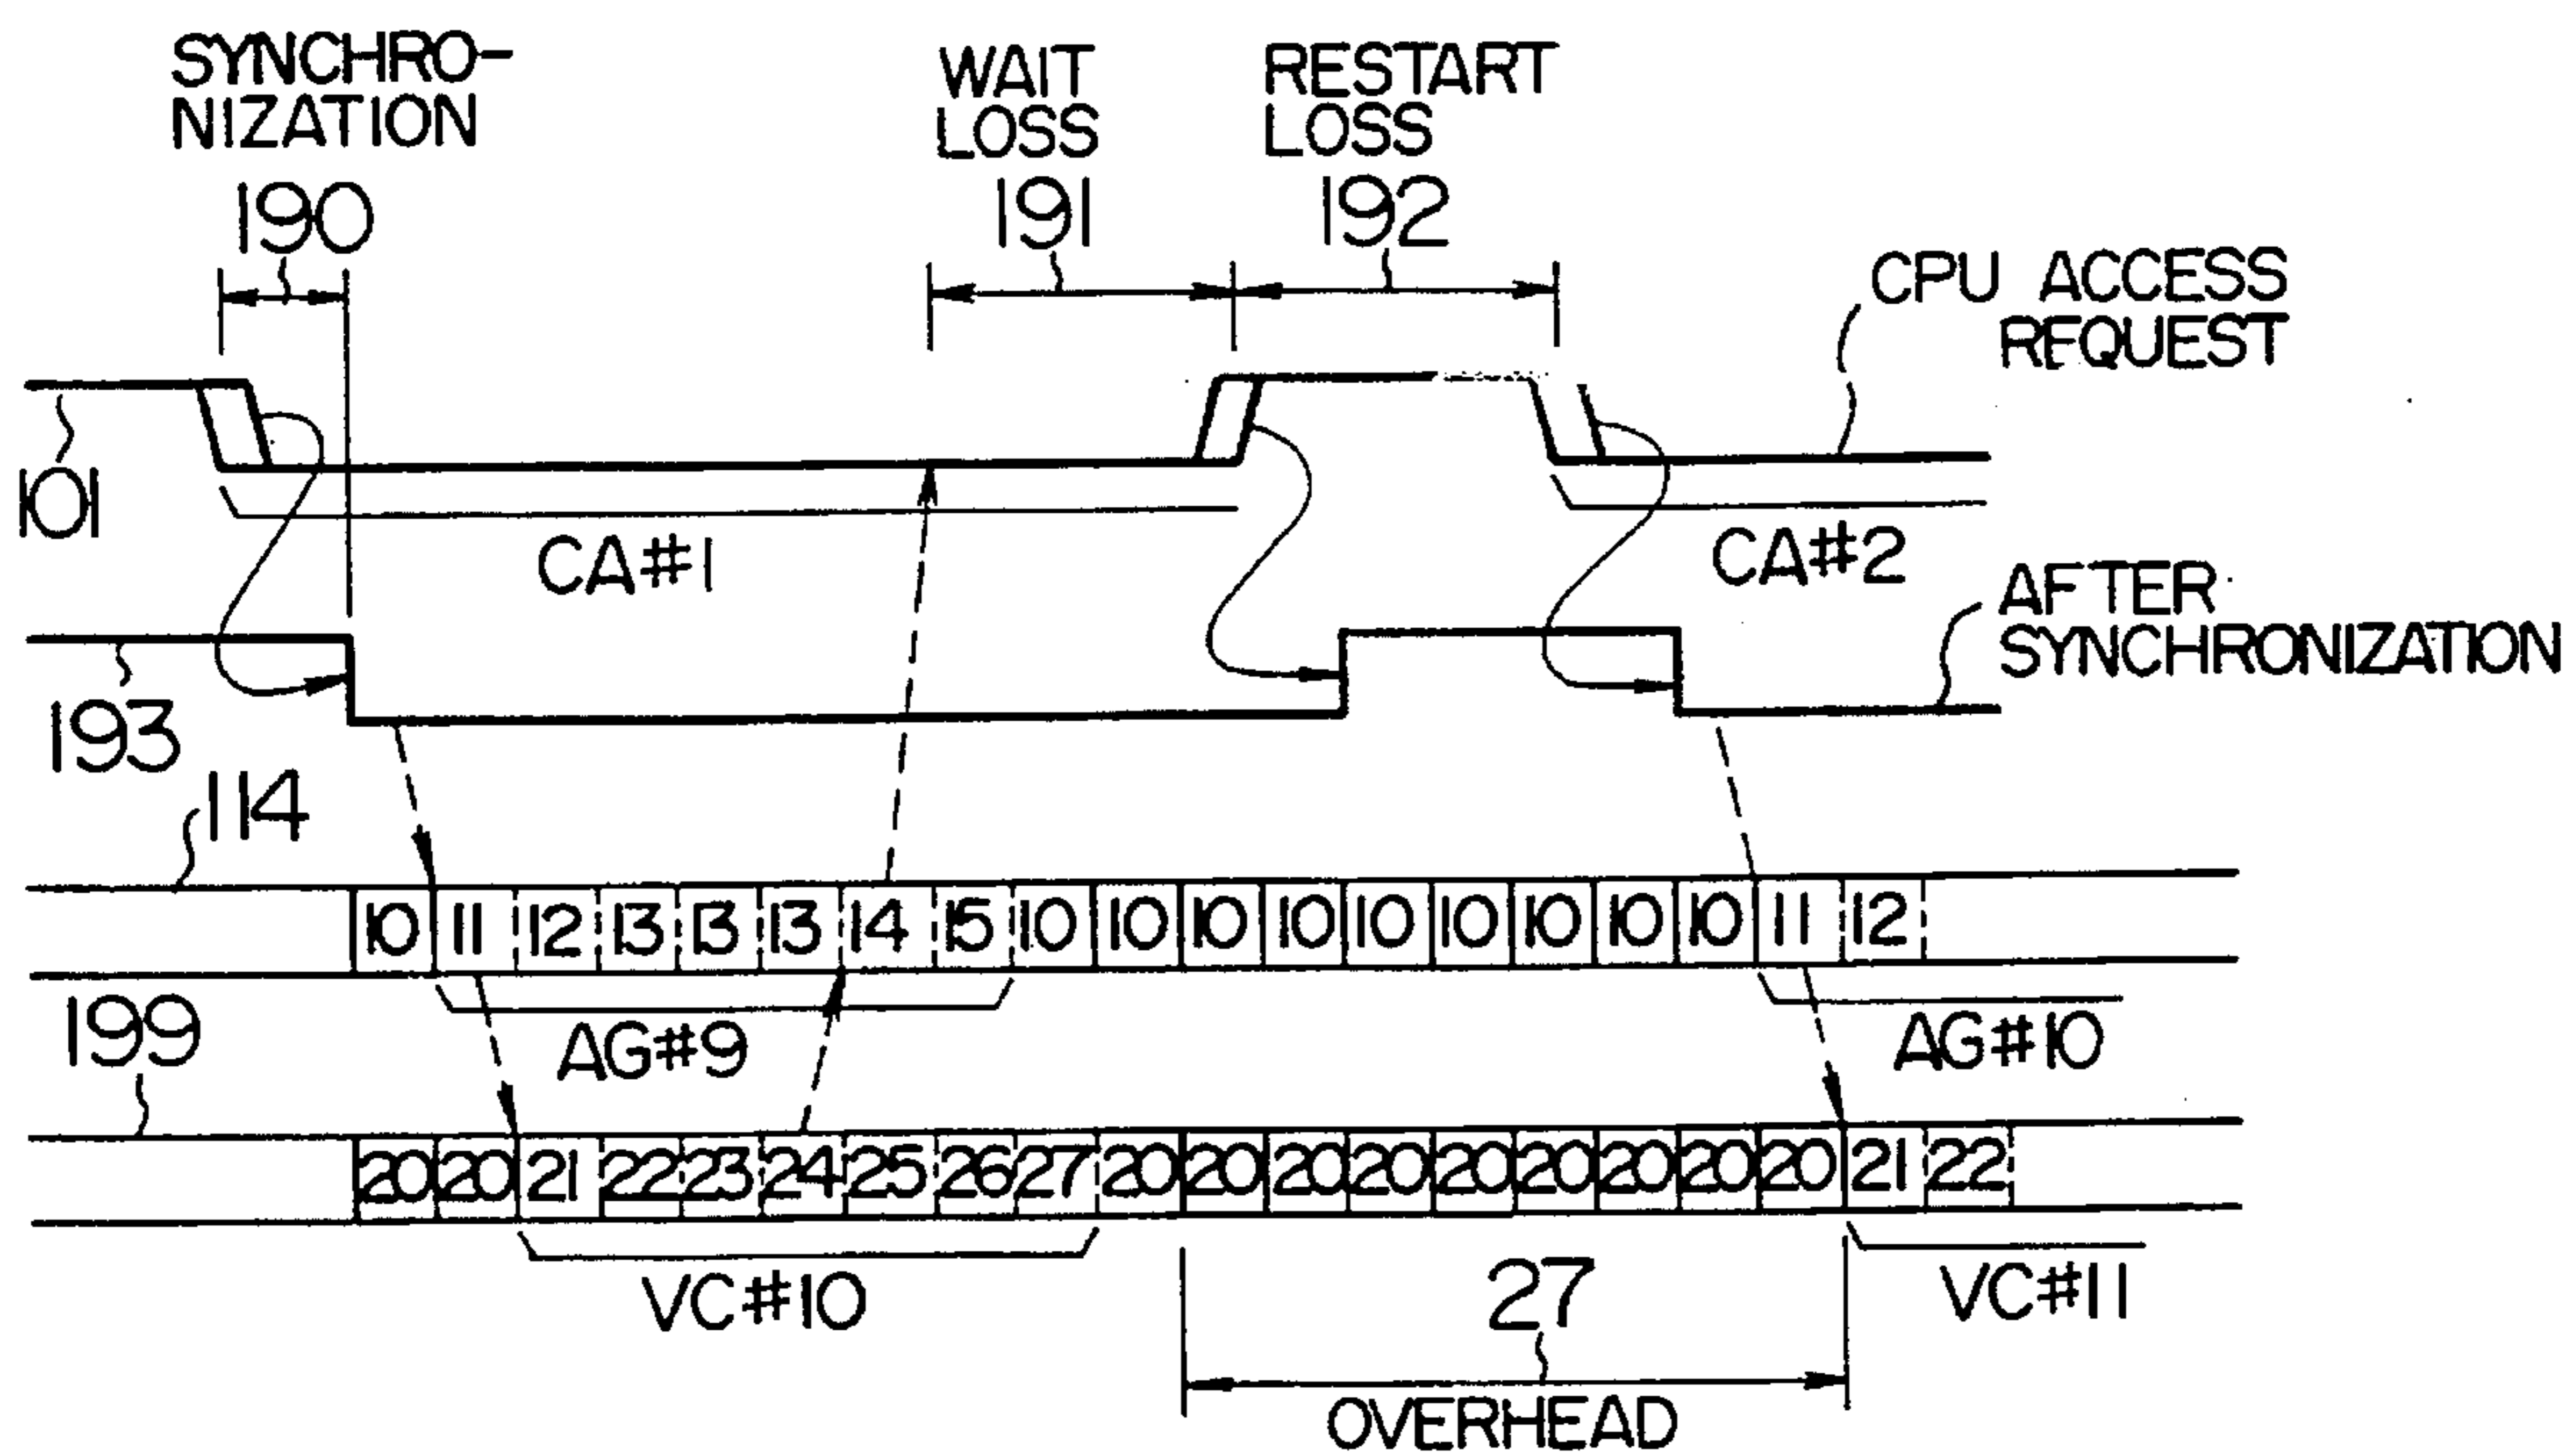 SYNCHRO-
NIZATION
190
WAIT
LOSS
191
RESTART
LOSS
192
CPU ACCESS
REQUEST
101
CA#1
CA#2
AFTER
SYNCHRONIZATION
193
114
10 11 12 13 13 13 14 15 10 10 10 10 10 10 10 10 10 11 12
AG#9
AG#10
199
20 20 21 22 23 24 25 26 27 20 20 20 20 20 20 20 20 20 21 22
VC#10
27
VC#11
OVERHEAD